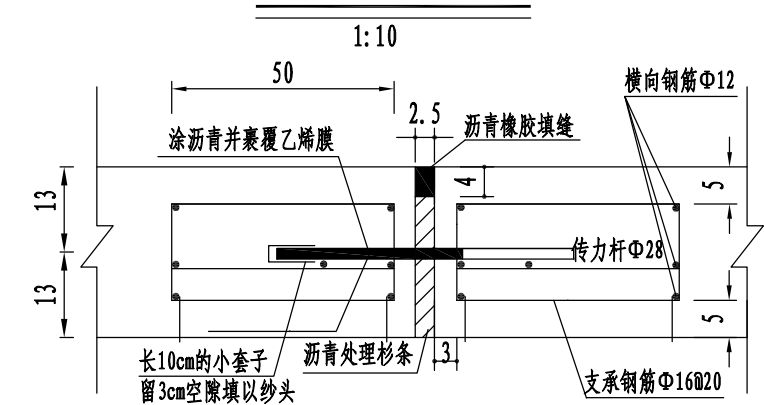 1:10
50
横向钢筋Φ12
2.5
沥青橡胶填缝
涂沥青并裹覆乙烯膜
4
5
13
传力杆Φ28
13
5
长10cm的小套子
留3cm空隙填以纱头
沥青处理杉条
3
支承钢筋Φ16@20